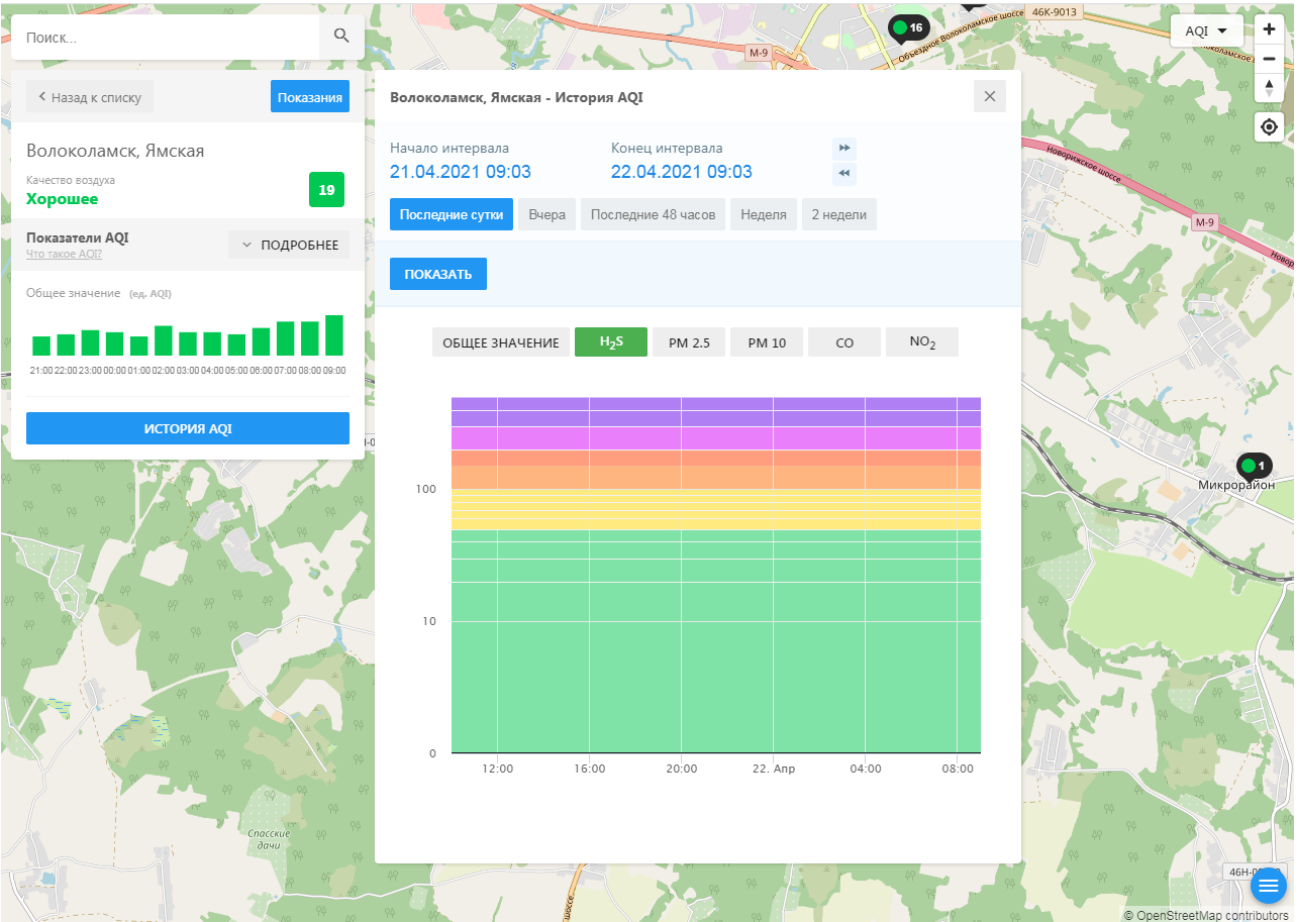 46К-9013
Поиск...
16
Объездное Волоколамское шоссе
AQI
М-9
Назад к списку
Показания
Волоколамск, Ямская - История AQI
Волоколамск, Ямская
Качество воздуха
Хорошее
19
Начало интервала
Конец интервала
21.04.2021 09:03
22.04.2021 09:03
Новорижское шоссе
М-9
Последние сутки
Вчера
Последние 48 часов
Неделя
2 недели
Показатели AQI
Что такое AQI?
ПОДРОБНЕЕ
ПОКАЗАТЬ
Общее значение (ед. AQI)
21:00 22:00 23:00 00:00 01:00 02:00 03:00 04:00 05:00 06:00 07:00 08:00 09:00
ИСТОРИЯ AQI
ОБЩЕЕ ЗНАЧЕНИЕ
H2S
PM 2.5
PM 10
CO
NO2
100
10
0
12:00
16:00
20:00
22. Апр
04:00
08:00
1
Микрорайон
Спасские
дачи
шоссе
© OpenStreetMap contributors